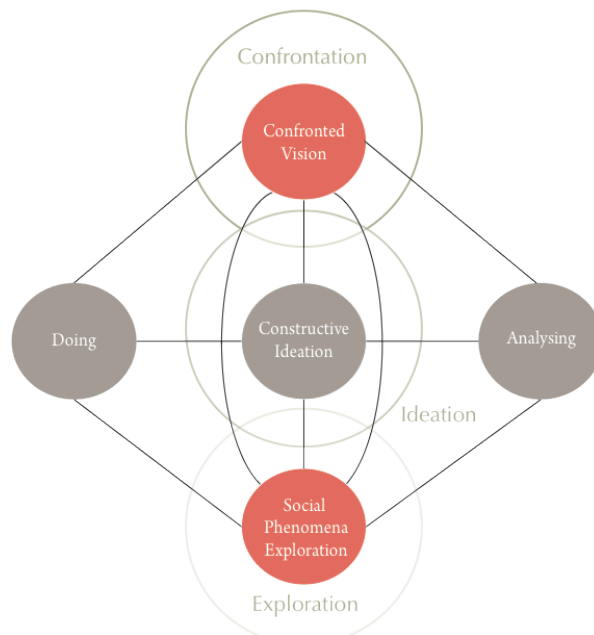 Confrontation
Confronted
Vision
Doing
Constructive
Ideation
Analysing
Ideation
Social
Phenomena
Exploration
Exploration